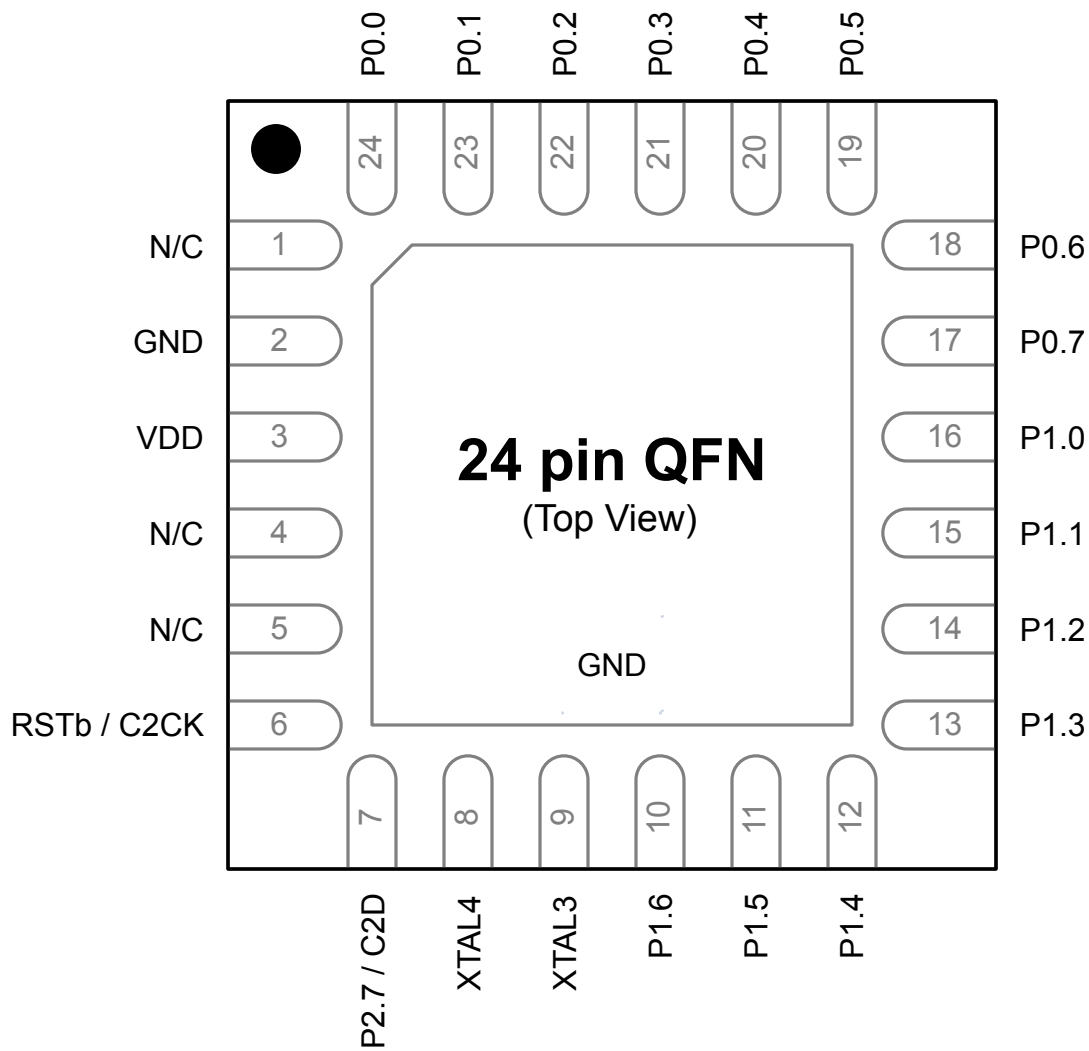 P0.0
P0.1
P0.2
P0.3
P0.4
P0.5
24
23
22
21
20
19
N/C
1
GND
2
VDD
3
N/C
4
N/C
5
RSTb / C2CK
6
24 pin QFN
(Top View)
GND
18
P0.6
17
P0.7
16
P1.0
15
P1.1
14
P1.2
13
P1.3
7
8
9
10
11
12
P2.7 / C2D
XTAL4
XTAL3
P1.6
P1.5
P1.4